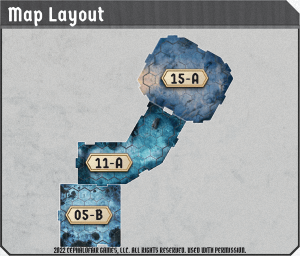 Map Layout
15-A
11-A
05-B
2022 CEPHALOFAIR GAMES, LLC. ALL RIGHTS RESERVED. USED WITH PERMISSION.